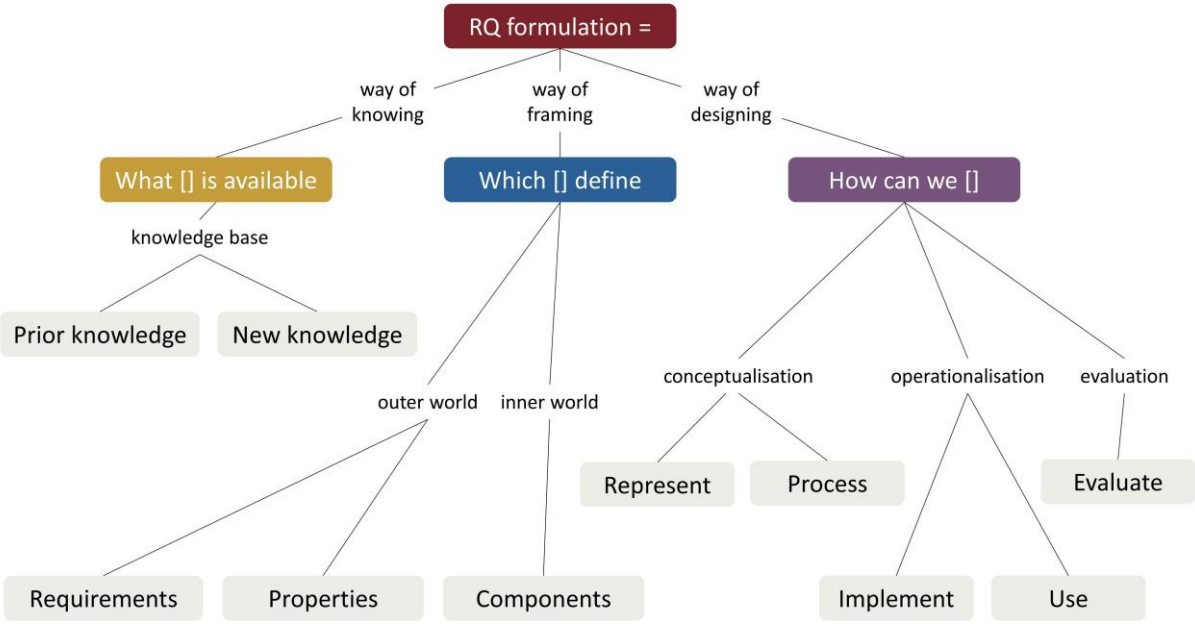 RQ formulation =
way of
knowing
way of
framing
way of
designing
What [] is available
Which [] define
How can we []
knowledge base
Prior knowledge
New knowledge
conceptualisation
operationalisation
evaluation
outer world
inner world
Represent
Process
Evaluate
Requirements
Properties
Components
Implement
Use